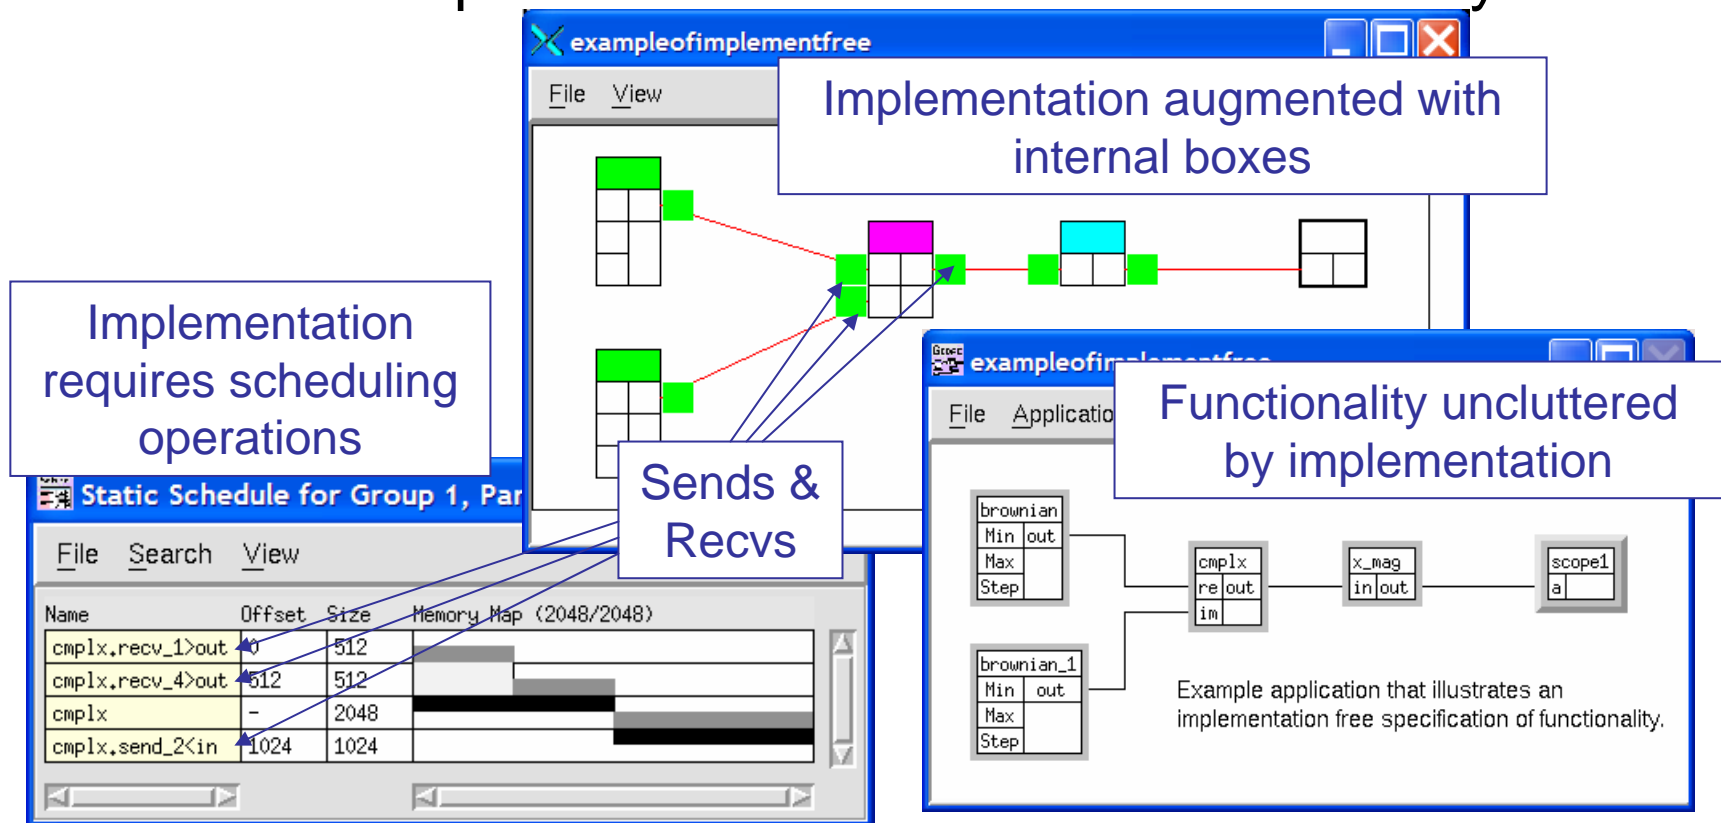 exampleofimplementfree
File View
Implementation augmented with
internal boxes
Implementation
requires scheduling
operations
Sends &
Recvs
Static Schedule for Group 1,
File Search View
Name Offset Size Memory Map (2048/2048)
cmplx.recv_1>out 0 512
cmplx.recv_4>out 512 512
cmplx - 2048
cmplx.send_2<in 1024 1024
exampleofimplementfree
File
Functionality uncluttered
by implementation
brownian
Min out
Max
Step
cmplx
re out
im
x_mag
in out
scope1
a
brownian_1
Min out
Max
Step
Example application that illustrates an
implementation free specification of functionality.